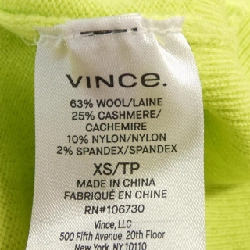 VINCE.
63% WOOL/LAINE
25% CASHMERE/
CACHEMIRE
10% NYLON/NYLON
2% SPANDEX/SPANDEX
XS/TP
MADE IN CHINA
FABRIQUÉ EN CHINE
RN#106730
Vince, LLC
500 Fifth Avenue, 20th Floor
New York, NY 10110